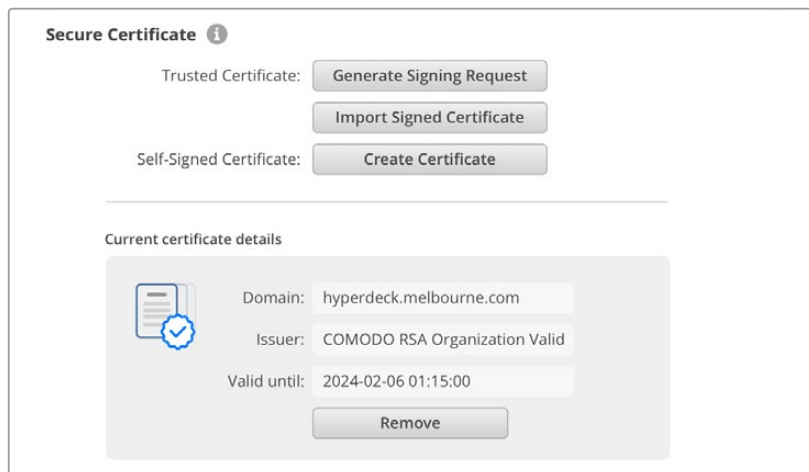 Secure Certificate
Trusted Certificate: Generate Signing Request
Import Signed Certificate
Self-Signed Certificate: Create Certificate
Current certificate details
Domain: hyperdeck.melbourne.com
Issuer: COMODO RSA Organization Valid
Valid until: 2024-02-06 01:15:00
Remove